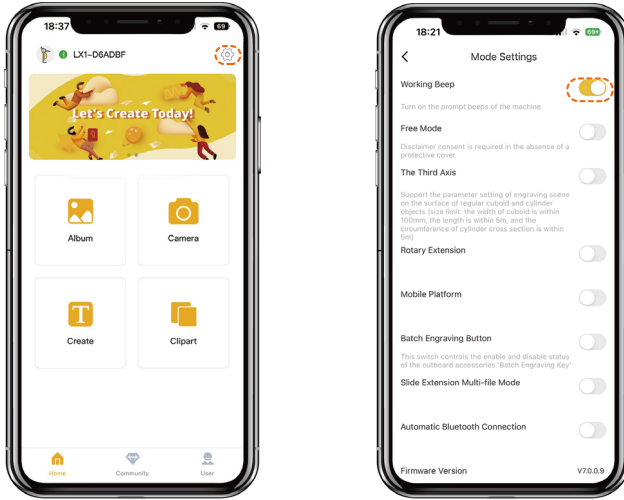 18:37
69
LX1-D6ADBF
Let's Create Today!
Album
Camera
T
Create
Clipart
Home
Community
User
18:21
69+
Mode Settings
Working Beep
Turn on the prompt beeps of the machine
Free Mode
Disclaimer consent is required in the absence of a
protective cover
The Third Axis
Support the parameter setting of engraving scene
on the surface of regular cuboid and cylinder
objects (size limit: the width of cuboid is within
100mm, the length is within 5m, and the
circumference of cylinder cross section is within
5m)
Rotary Extension
Mobile Platform
Batch Engraving Button
This switch controls the enable and disable status
of the outboard accessories 'Batch Engraving Key'
Slide Extension Multi-file Mode
Automatic Bluetooth Connection
Firmware Version V7.0.0.9